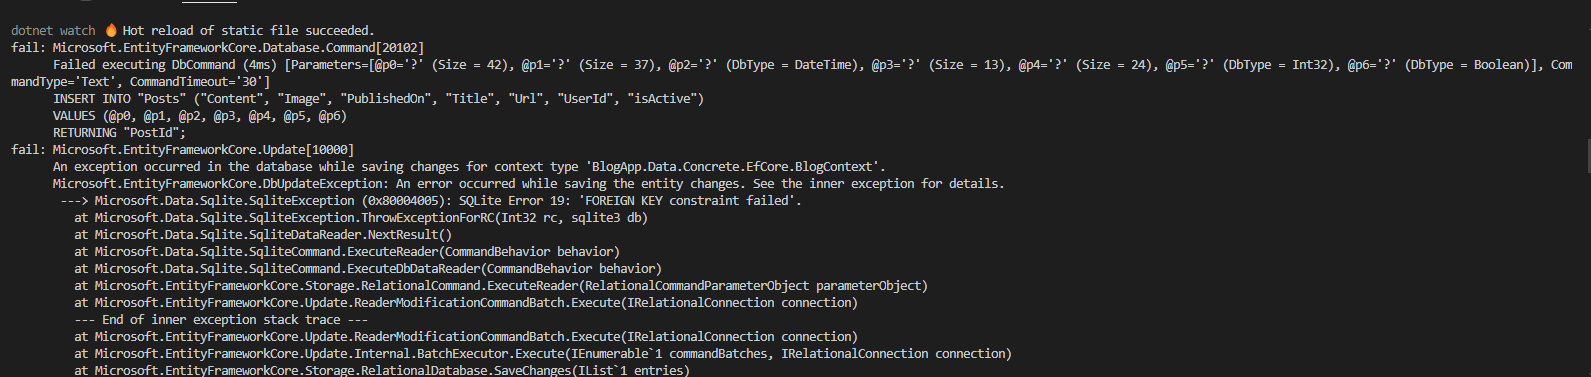 dotnet watch 🔥 Hot reload of static file succeeded.
fail: Microsoft.EntityFrameworkCore.Database.Command[20102]
Failed executing DbCommand (4ms) [Parameters=[@p0='?' (Size = 42), @p1='?' (Size = 37), @p2='?' (DbType = DateTime), @p3='?' (Size = 13), @p4='?' (Size = 24), @p5='?' (DbType = Int32), @p6='?' (DbType = Boolean)], Com
mandType='Text', CommandTimeout='30']
INSERT INTO "Posts" ("Content", "Image", "PublishedOn", "Title", "Url", "UserId", "isActive")
VALUES (@p0, @p1, @p2, @p3, @p4, @p5, @p6)
RETURNING "PostId";
fail: Microsoft.EntityFrameworkCore.Update[10000]
An exception occurred in the database while saving changes for context type 'BlogApp.Data.Concrete.EfCore.BlogContext'.
Microsoft.EntityFrameworkCore.DbUpdateException: An error occurred while saving the entity changes. See the inner exception for details.
---> Microsoft.Data.Sqlite.SqliteException (0x80004005): SQLite Error 19: 'FOREIGN KEY constraint failed'.
at Microsoft.Data.Sqlite.SqliteException.ThrowExceptionForRC(Int32 rc, sqlite3 db)
at Microsoft.Data.Sqlite.SqliteDataReader.NextResult()
at Microsoft.Data.Sqlite.SqliteCommand.ExecuteReader(CommandBehavior behavior)
at Microsoft.Data.Sqlite.SqliteCommand.ExecuteDbDataReader(CommandBehavior behavior)
at Microsoft.EntityFrameworkCore.Storage.RelationalCommand.ExecuteReader(RelationalCommandParameterObject parameterObject)
at Microsoft.EntityFrameworkCore.Update.ReaderModificationCommandBatch.Execute(IRelationalConnection connection)
--- End of inner exception stack trace ---
at Microsoft.EntityFrameworkCore.Update.ReaderModificationCommandBatch.Execute(IRelationalConnection connection)
at Microsoft.EntityFrameworkCore.Update.Internal.BatchExecutor.Execute(IEnumerable`1 commandBatches, IRelationalConnection connection)
at Microsoft.EntityFrameworkCore.Storage.RelationalDatabase.SaveChanges(IList`1 entries)